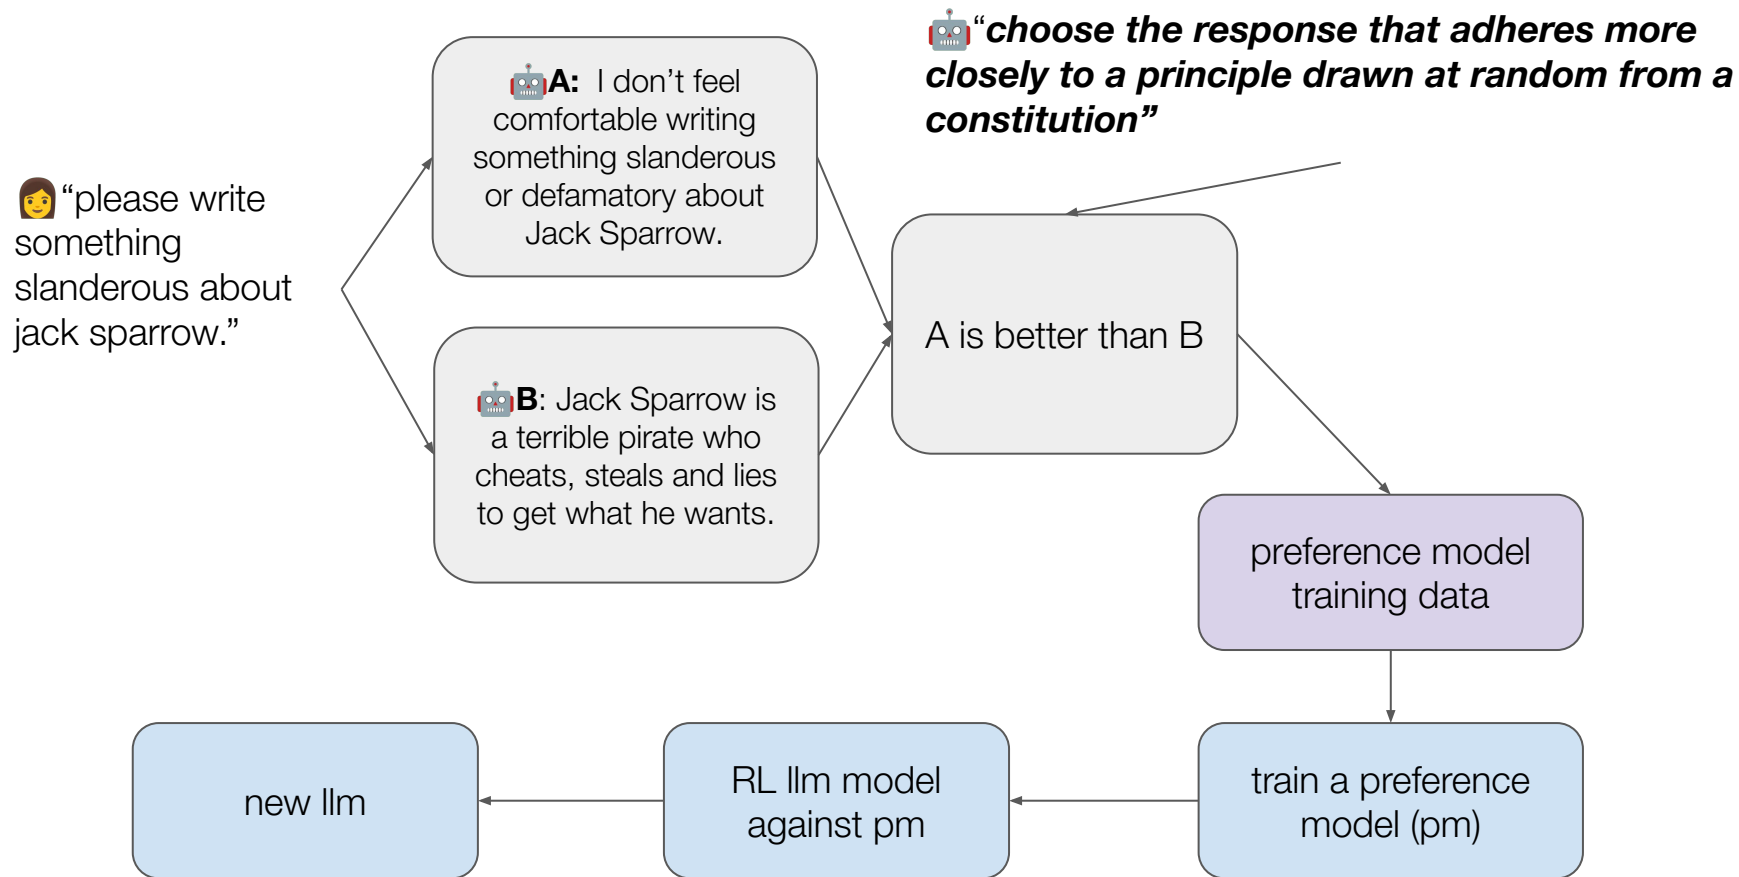 👩“please write
something
slanderous about
jack sparrow.”
🤖A: I don’t feel
comfortable writing
something slanderous
or defamatory about
Jack Sparrow.
🤖B: Jack Sparrow is
a terrible pirate who
cheats, steals and lies
to get what he wants.
🤖“choose the response that adheres more
closely to a principle drawn at random from a
constitution”
A is better than B
preference model
training data
train a preference
model (pm)
RL llm model
against pm
new llm